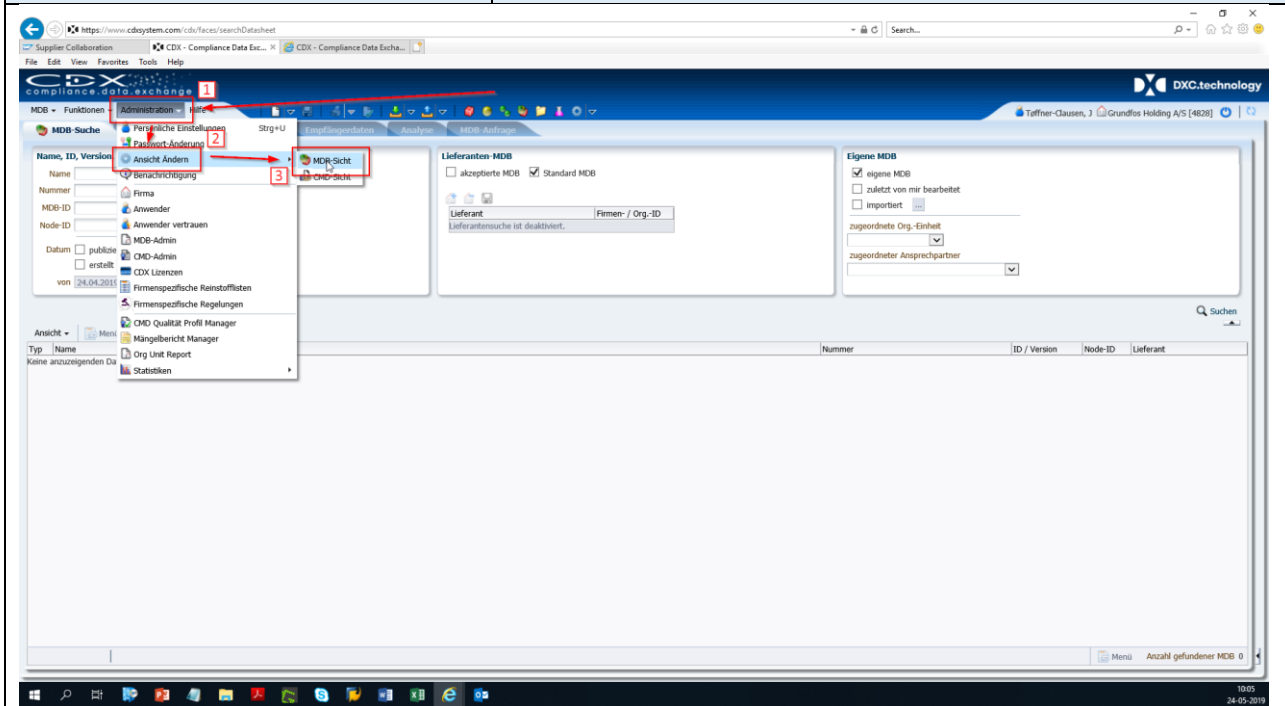 https://www.cdxsystem.com/cdx/faces/searchDatasheet
Search...
Supplier Collaboration
CDX - Compliance Data Exc...
CDX - Compliance Data Excha...
File Edit View Favorites Tools Help
CDX
compliance.data.exchange
DXC.technology
1
MDB Funktionen Administration Hilfe
Tøffner-Clausen, J Grundfos Holding A/S [4828]
MDB-Suche
Empfängerdaten
Analyse
MDB-Anfrage
Persönliche Einstellungen Strg+U
Passwort-Änderung
2
Ansicht Ändern
MDB-Sicht
CMD-Sicht
3
Benachrichtigung
Firma
Anwender
Anwender vertrauen
MDB-Admin
CMD-Admin
CDX Lizenzen
Firmenspezifische Reinstofflisten
Firmenspezifische Regelungen
CMD Qualität Profil Manager
Mängelbericht Manager
Org Unit Report
Statistiken
Name, ID, Version
Name
Nummer
MDB-ID
Node-ID
Datum publizie
erstellt
von 24.04.2019
Lieferanten-MDB
akzeptierte MDB Standard MDB
Lieferant Firmen- / Org.-ID
Lieferantensuche ist deaktiviert.
Eigene MDB
eigene MDB
zuletzt von mir bearbeitet
importiert ...
zugeordnete Org.-Einheit
zugeordneter Ansprechpartner
Suchen
Ansicht Menü
Typ Name Nummer ID / Version Node-ID Lieferant
Keine anzuzeigenden Da
Menü Anzahl gefundener MDB 0
10:05
24-05-2019